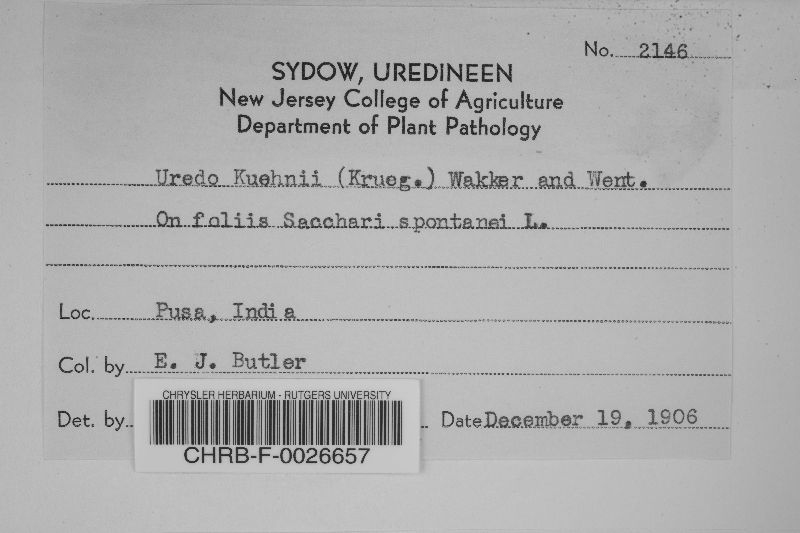 No. 2146
SYDOW, UREDINEEN
New Jersey College of Agriculture
Department of Plant Pathology
Uredo Kuehnii (Krueg.) Wakker and Went.
On foliis Sacchari spontanei L.
Loc. Pusa, India
Col. by E. J. Butler
Det. by
Date December 19, 1906
CHRYSLER HERBARIUM - RUTGERS UNIVERSITY
CHRB-F-0026657